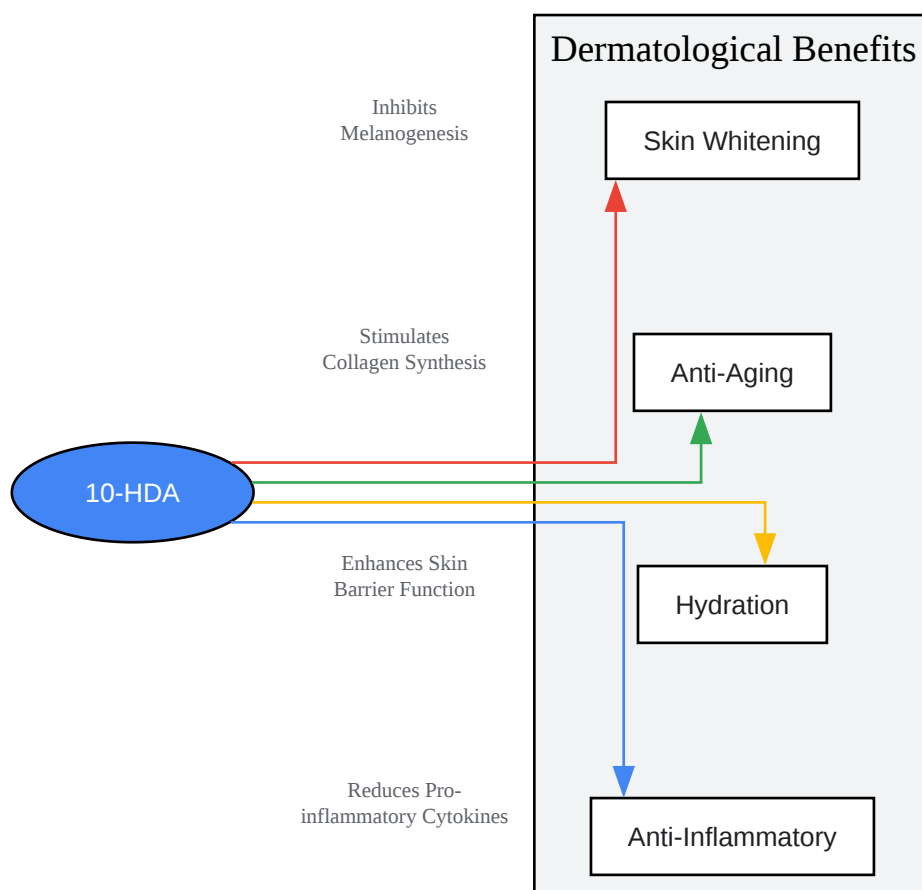 Dermatological Benefits
Inhibits
Melanogenesis
Skin Whitening
Stimulates
Collagen Synthesis
Anti-Aging
10-HDA
Enhances Skin
Barrier Function
Hydration
Reduces Pro-
inflammatory Cytokines
Anti-Inflammatory